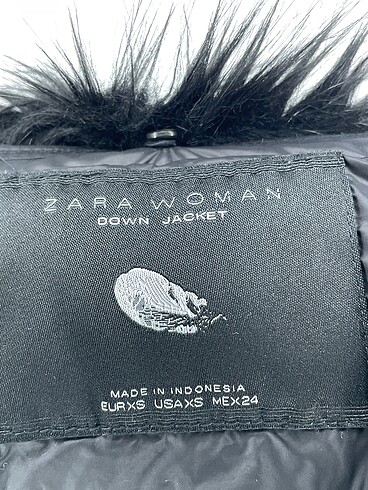 ZARA WOMAN
DOWN JACKET
MADE IN INDONESIA
EURXS USAXS MEX24